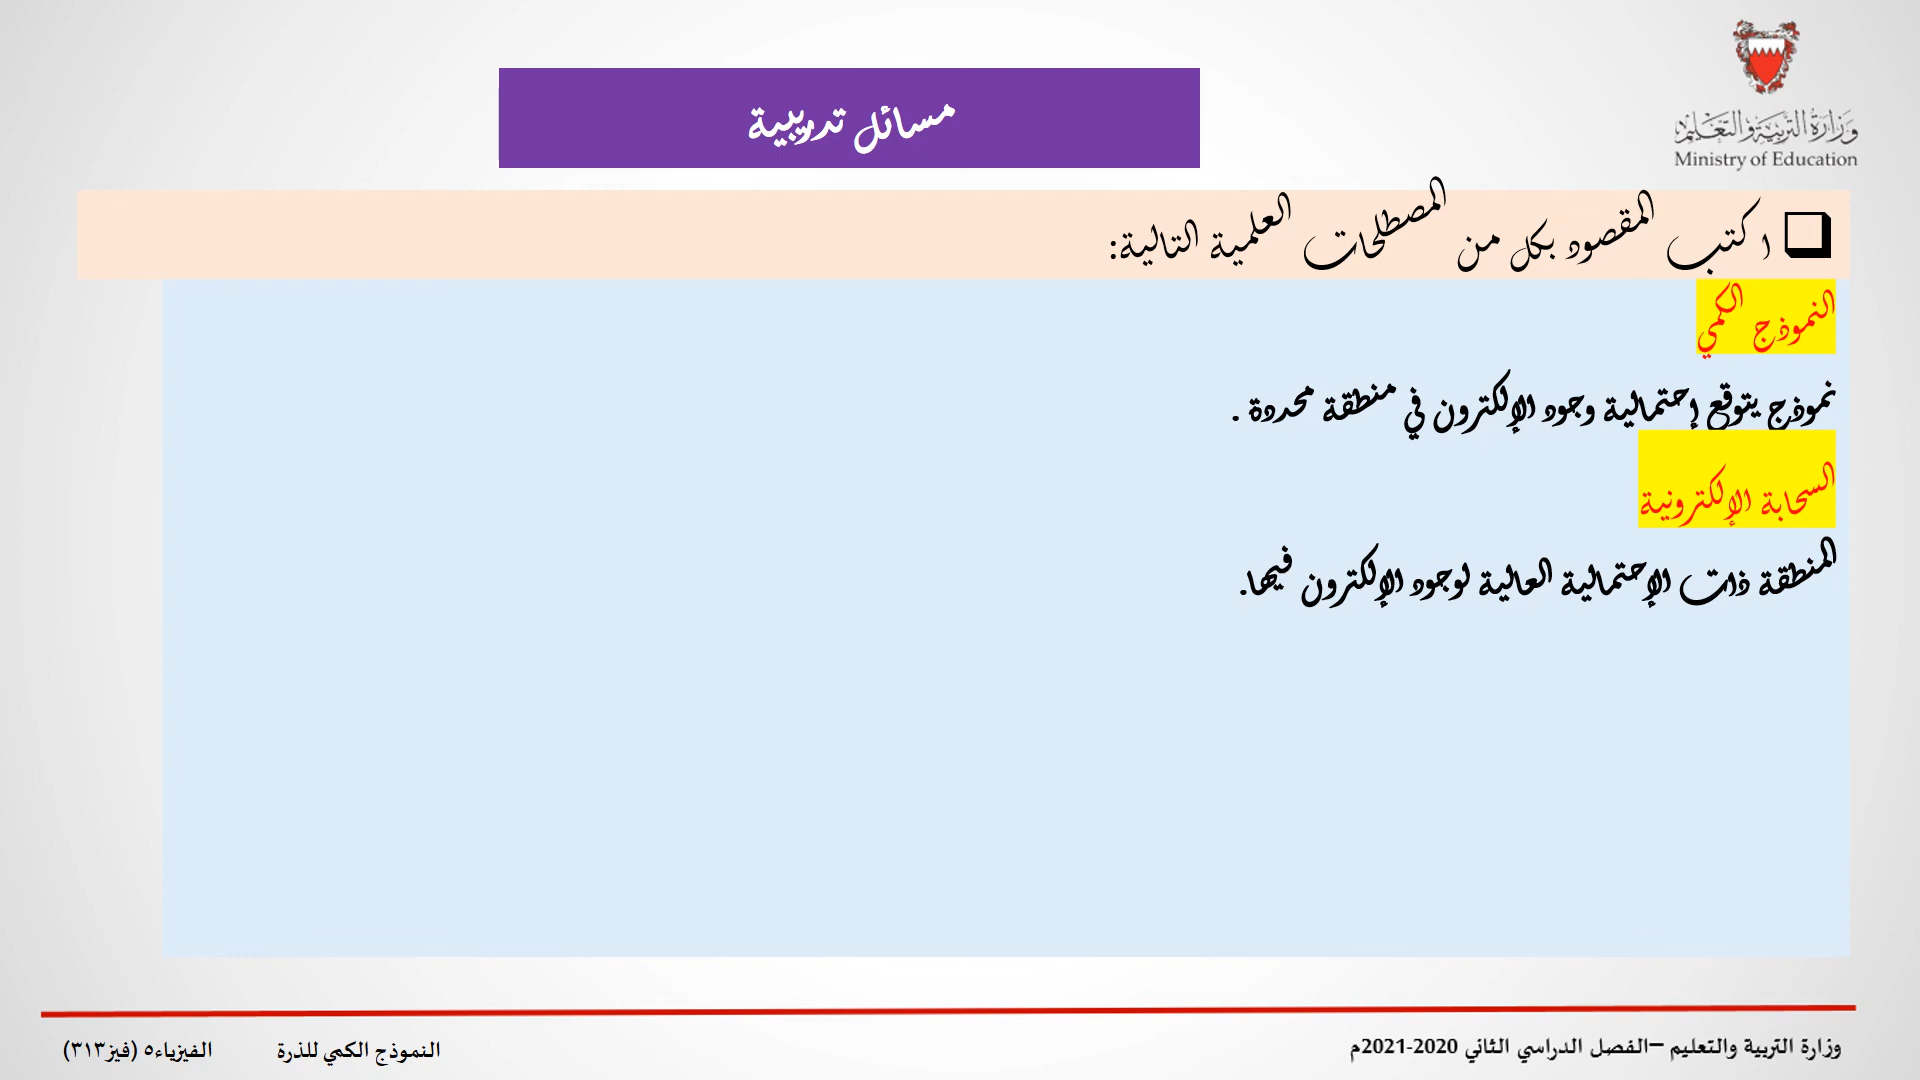 وزارة التربية والتعليم
Ministry of Education
مسائل تدريبية
اكتب المقصود بكل من المصطلحات العلمية التالية:
النموذج الكمي
نموذج يتوقع إحتمالية وجود الإلكترون في منطقة محددة .
السحابة الإلكترونية
المنطقة ذات الإحتمالية العالية لوجود الإلكترون فيها.
وزارة التربية والتعليم –الفصل الدراسي الثاني 2020-2021م
النموذج الكمي للذرة
الفيزياء٥ (فيز٣١٣)